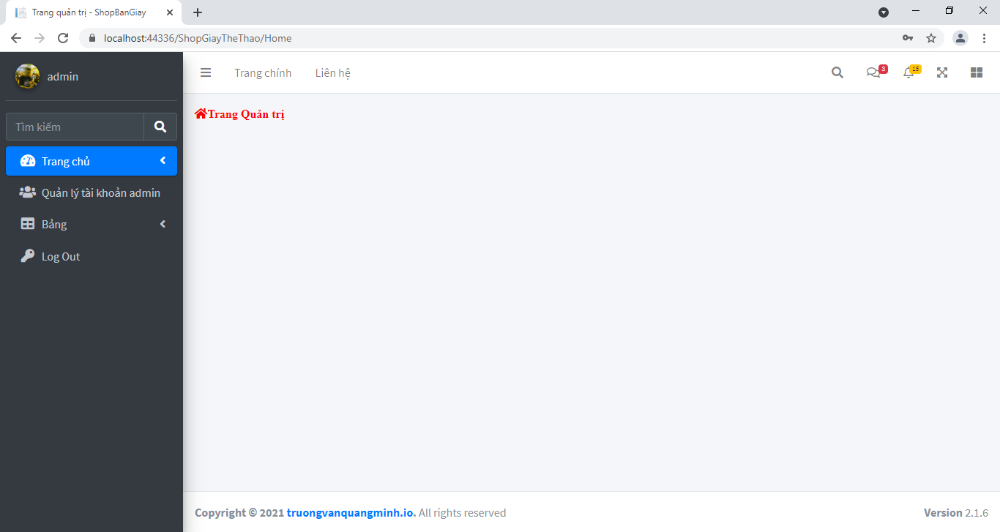 Trang quản trị - ShopBanGiay
localhost:44336/ShopGiayTheThao/Home
admin
Trang chính
Liên hệ
3
15
Trang Quản trị
Tìm kiếm
Trang chủ
Quản lý tài khoản admin
Bảng
Log Out
Copyright © 2021 truongvanquangminh.io. All rights reserved
Version 2.1.6